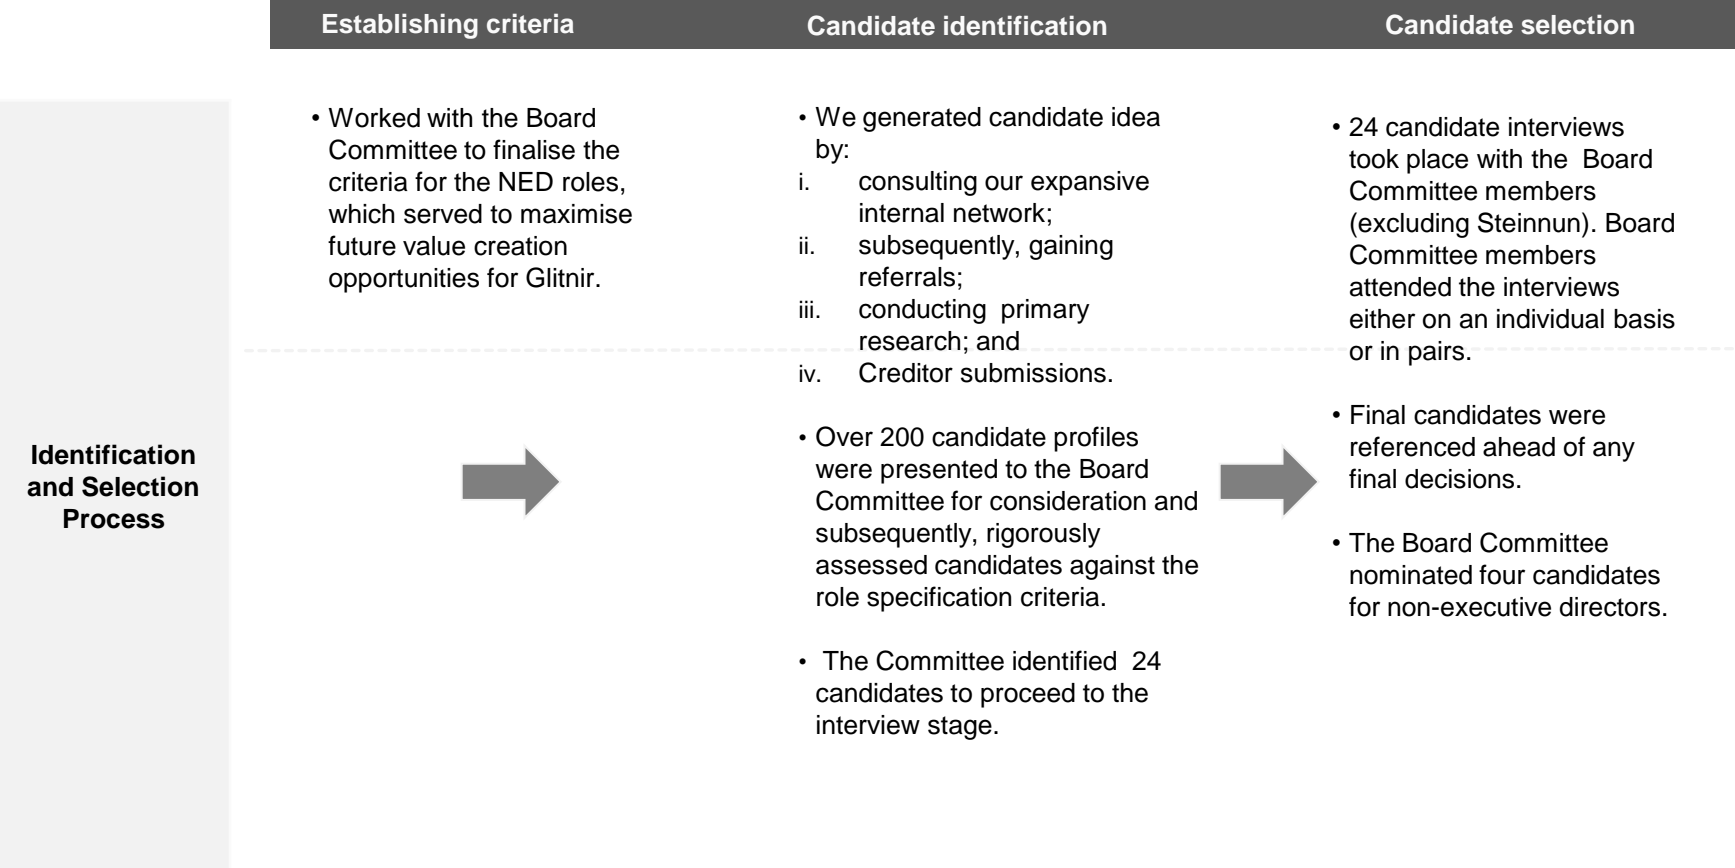 Establishing criteria
Candidate identification
Candidate selection
Identification
and Selection
Process
• Worked with the Board
Committee to finalise the
criteria for the NED roles,
which served to maximise
future value creation
opportunities for Glitnir.
• We generated candidate idea
by:
i. consulting our expansive
internal network;
ii. subsequently, gaining
referrals;
iii. conducting primary
research; and
iv. Creditor submissions.
• Over 200 candidate profiles
were presented to the Board
Committee for consideration and
subsequently, rigorously
assessed candidates against the
role specification criteria.
• The Committee identified 24
candidates to proceed to the
interview stage.
• 24 candidate interviews
took place with the Board
Committee members
(excluding Steinnun). Board
Committee members
attended the interviews
either on an individual basis
or in pairs.
• Final candidates were
referenced ahead of any
final decisions.
• The Board Committee
nominated four candidates
for non-executive directors.